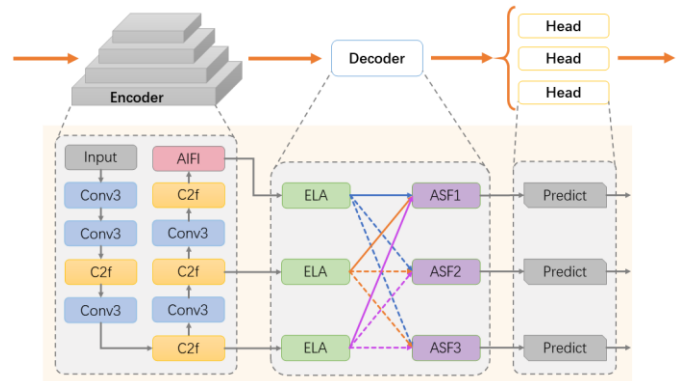 Encoder
Decoder
Head
Head
Head
Input
Conv3
Conv3
C2f
Conv3
AIFI
C2f
Conv3
C2f
Conv3
C2f
ELA
ELA
ELA
ASF1
ASF2
ASF3
Predict
Predict
Predict